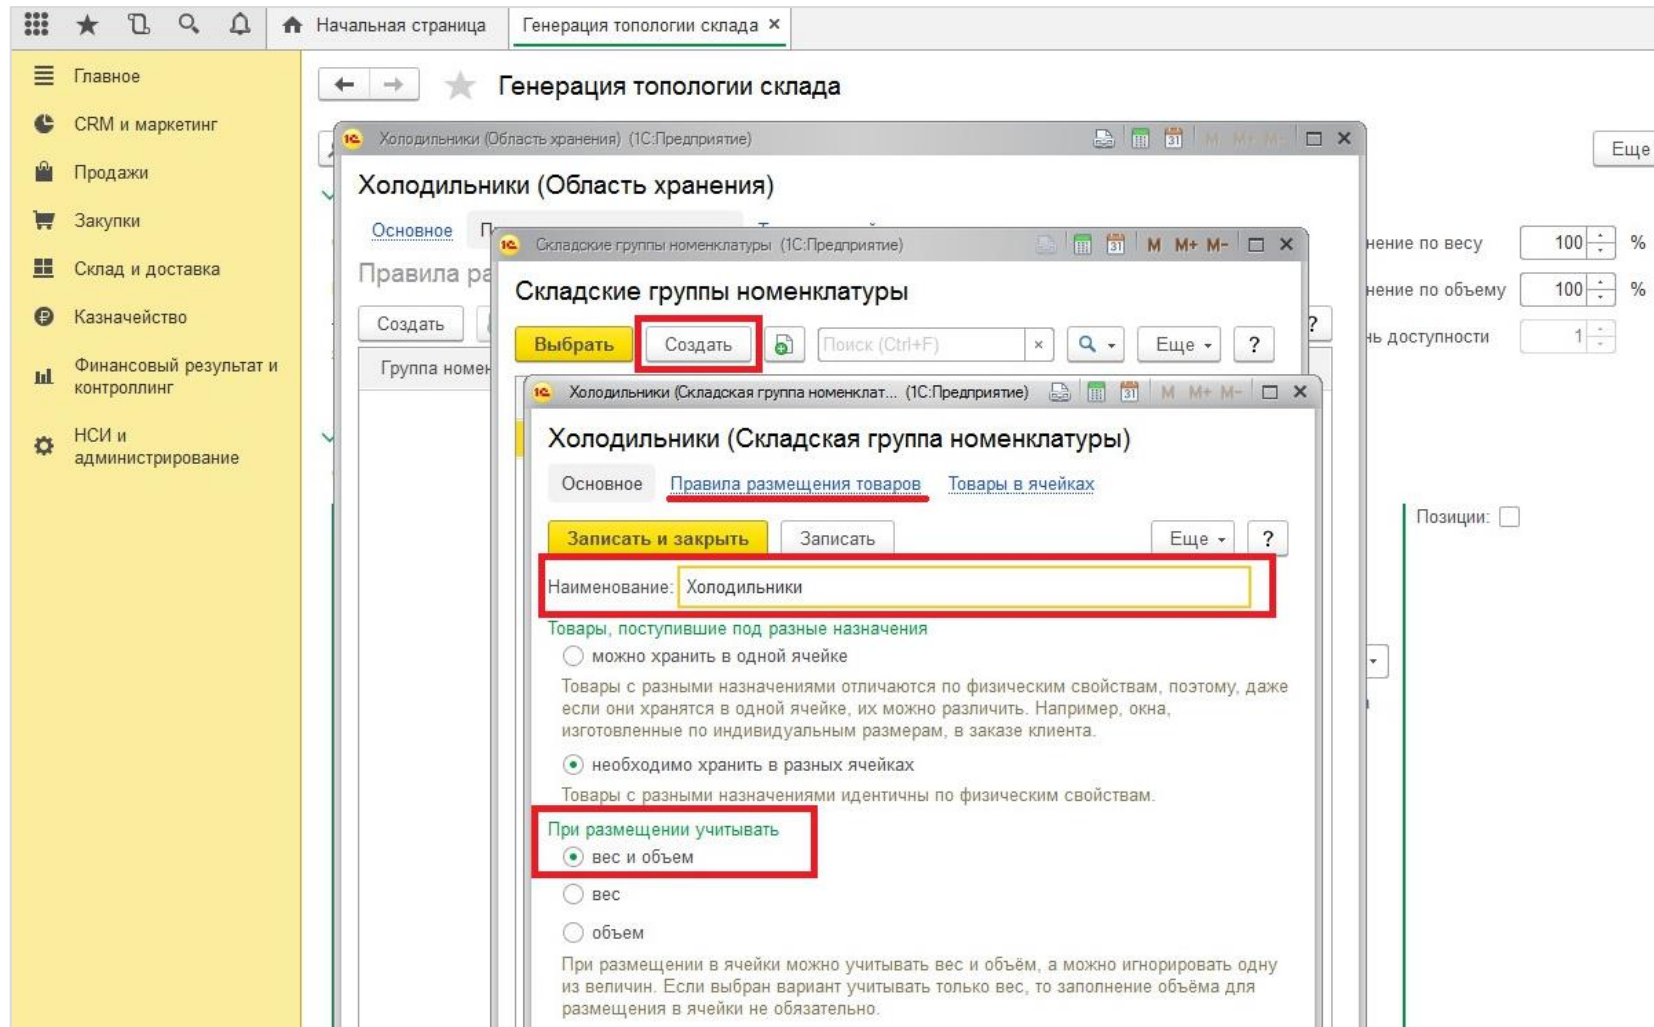 Начальная страница
Генерация топологии склада ×
Главное
CRM и маркетинг
Продажи
Закупки
Склад и доставка
Казначейство
Финансовый результат и
контроллинг
НСИ и
администрирование
Генерация топологии склада
Еще
Холодильники (Область хранения) (1С:Предприятие)
31 M M+ M-
Холодильники (Область хранения)
Основное
Правила ра
Создать
?
Группа номен
нение по весу 100 %
нение по объему 100 %
нь доступности 1
Позиции:
Складские группы номенклатуры (1С:Предприятие)
31 M M+ M-
Складские группы номенклатуры
Выбрать Создать Поиск (Ctrl+F) × Еще ?
Холодильники (Складская группа номенклат... (1С:Предприятие)
31 M M+ M-
Холодильники (Складская группа номенклатуры)
Основное Правила размещения товаров Товары в ячейках
Записать и закрыть Записать Еще ?
Наименование: Холодильники
Товары, поступившие под разные назначения
можно хранить в одной ячейке
Товары с разными назначениями отличаются по физическим свойствам, поэтому, даже
если они хранятся в одной ячейке, их можно различить. Например, окна,
изготовленные по индивидуальным размерам, в заказе клиента.
необходимо хранить в разных ячейках
Товары с разными назначениями идентичны по физическим свойствам.
При размещении учитывать
вес и объем
вес
объем
При размещении в ячейки можно учитывать вес и объём, а можно игнорировать одну
из величин. Если выбран вариант учитывать только вес, то заполнение объёма для
размещения в ячейки не обязательно.